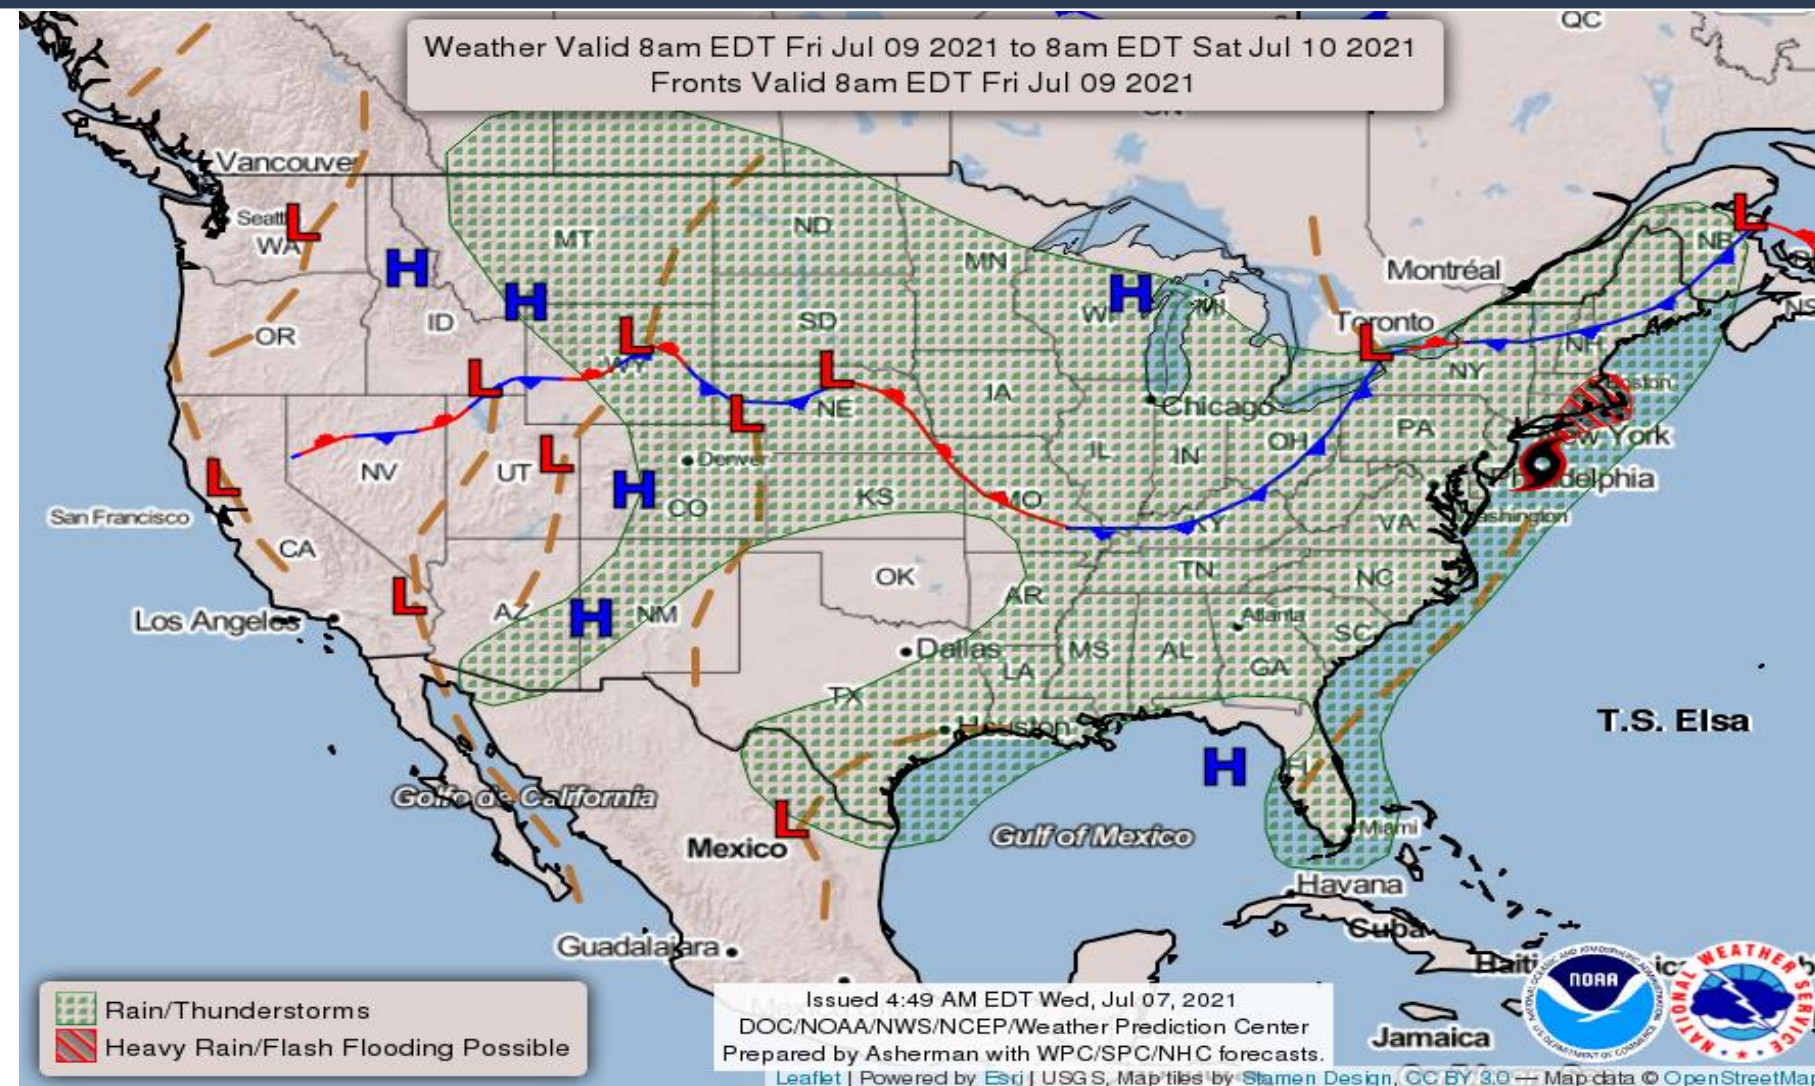 QC
Weather Valid 8am EDT Fri Jul 09 2021 to 8am EDT Sat Jul 10 2021
Fronts Valid 8am EDT Fri Jul 09 2021
Vancouver
L
NB
L
WA
MT
ND
MN
Montréal
H
H
H
OR
ID
SD
Toronto
L
L
NH
NY
L
L
NE
IA
Chicago
Boston
L
PA
New York
OH
IL
IN
NV
UT
L
Denver
L
H
CO
KS
MO
KY
VA
Philadelphia
Washington
San Francisco
CA
OK
TN
NC
L
AZ
H
NM
AR
Atlanta
SC
Los Angeles
Dallas
LA
MS
AL
GA
TX
T.S. Elsa
Houston
H
Golfo de California
L
Mexico
Gulf of Mexico
Miami
Havana
Cuba
Guadalajara
Haiti
Rain/Thunderstorms
Heavy Rain/Flash Flooding Possible
Issued 4:49 AM EDT Wed, Jul 07, 2021
DOC/NOAA/NWS/NCEP/Weather Prediction Center
Prepared by Asherman with WPC/SPC/NHC forecasts.
Jamaica
NOAA
NATIONAL WEATHER SERVICE
Leaflet | Powered by Esri | USGS, Map tiles by Stamen Design, CC BY 3.0 — Map data © OpenStreetMap